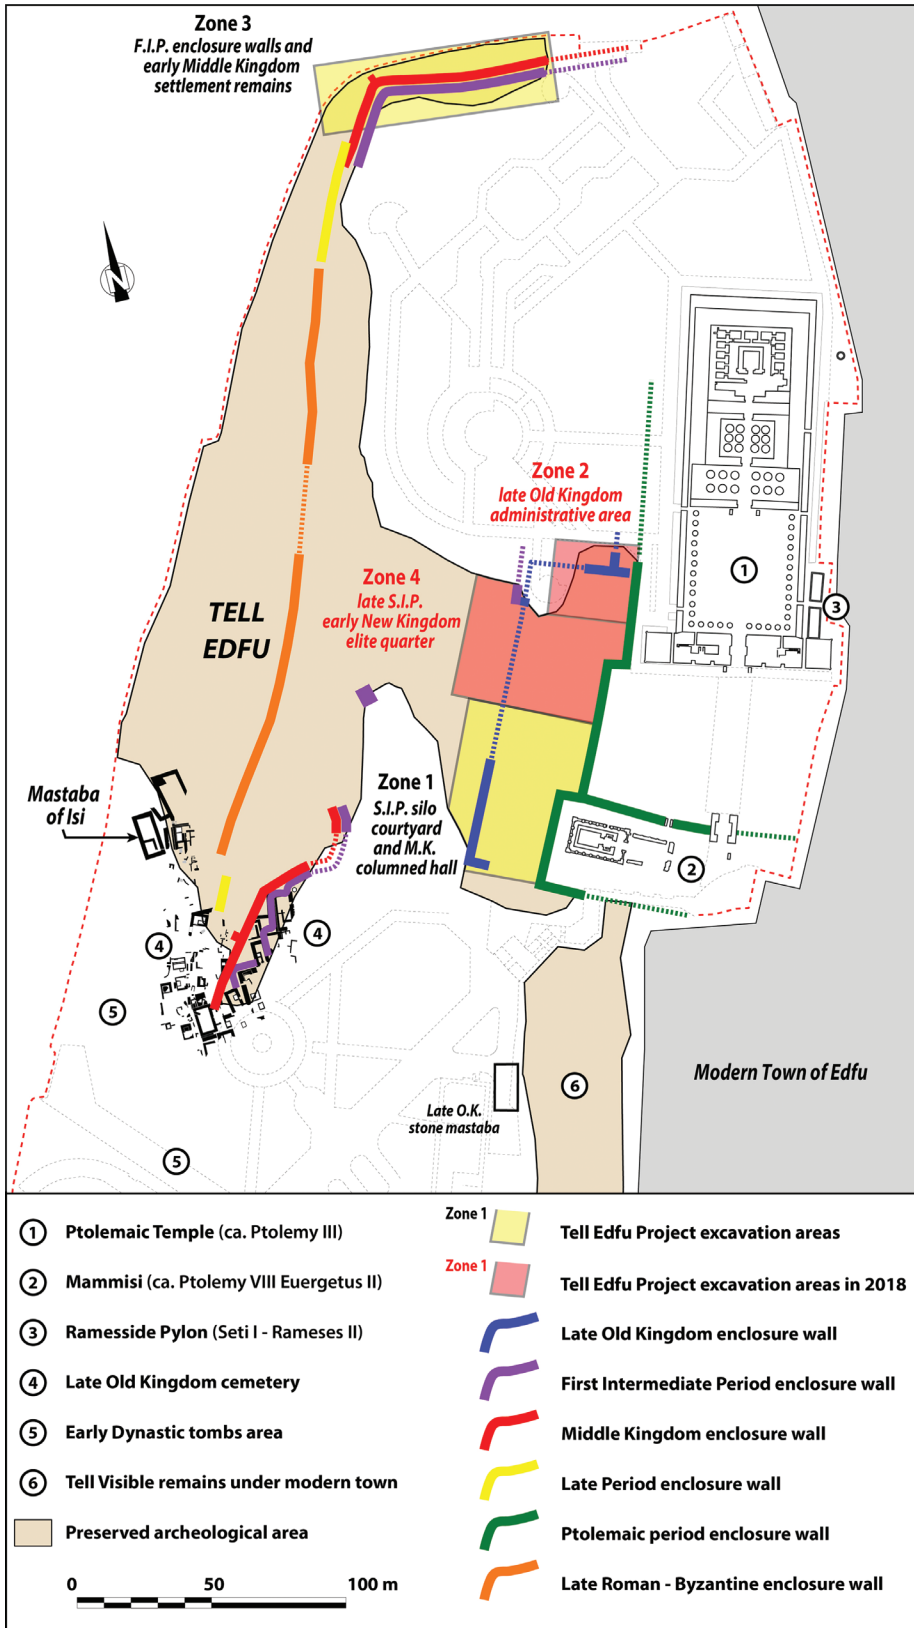 Zone 3
F.I.P. enclosure walls and
early Middle Kingdom
settlement remains
Zone 2
late Old Kingdom
administrative area
1
3
Zone 4
late S.I.P.
early New Kingdom
elite quarter
TELL
EDFU
Mastaba
of Isi
Zone 1
S.I.P. silo
courtyard
and M.K.
columned hall
2
4
4
5
Modern Town of Edfu
6
Late O.K.
stone mastaba
5
1 Ptolemaic Temple (ca. Ptolemy III)
2 Mammisi (ca. Ptolemy VIII Euergetus II)
3 Ramesside Pylon (Seti I - Rameses II)
4 Late Old Kingdom cemetery
5 Early Dynastic tombs area
6 Tell Visible remains under modern town
Preserved archeological area
0 50 100 m
Zone 1 Tell Edfu Project excavation areas
Zone 1 Tell Edfu Project excavation areas in 2018
Late Old Kingdom enclosure wall
First Intermediate Period enclosure wall
Middle Kingdom enclosure wall
Late Period enclosure wall
Ptolemaic period enclosure wall
Late Roman - Byzantine enclosure wall